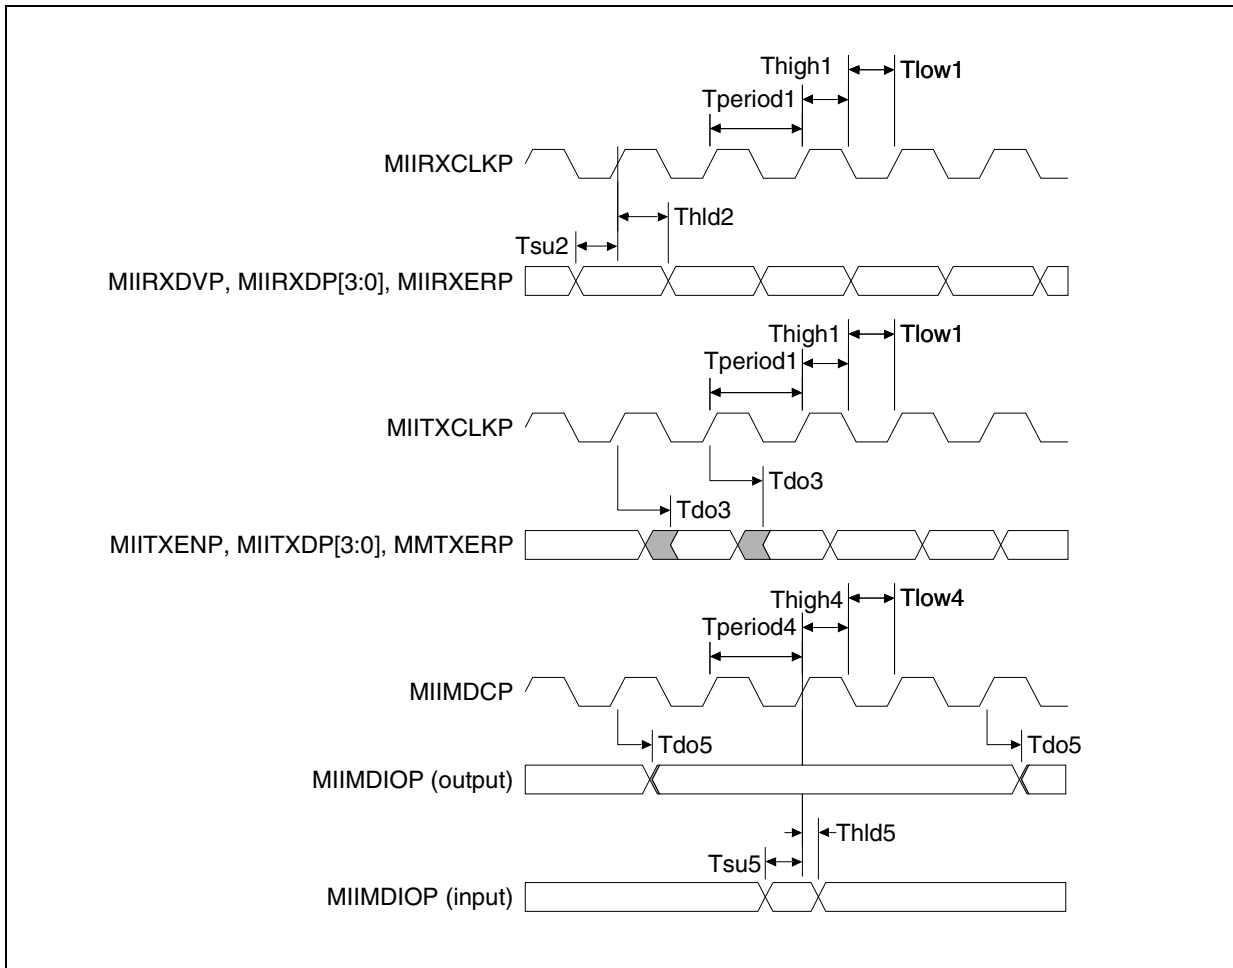 Thigh1 Tlow1
Tperiod1
MIIRXCLKP
Thld2
Tsu2
MIIRXDVP, MIIRXDP[3:0], MIIRXERP
Thigh1 Tlow1
Tperiod1
MIITXCLKP
Tdo3
Tdo3
MIITXENP, MIITXDP[3:0], MMTXERP
Thigh4 Tlow4
Tperiod4
MIIMDCP
Tdo5 Tdo5
MIIMDIOP (output)
Thld5
Tsu5
MIIMDIOP (input)